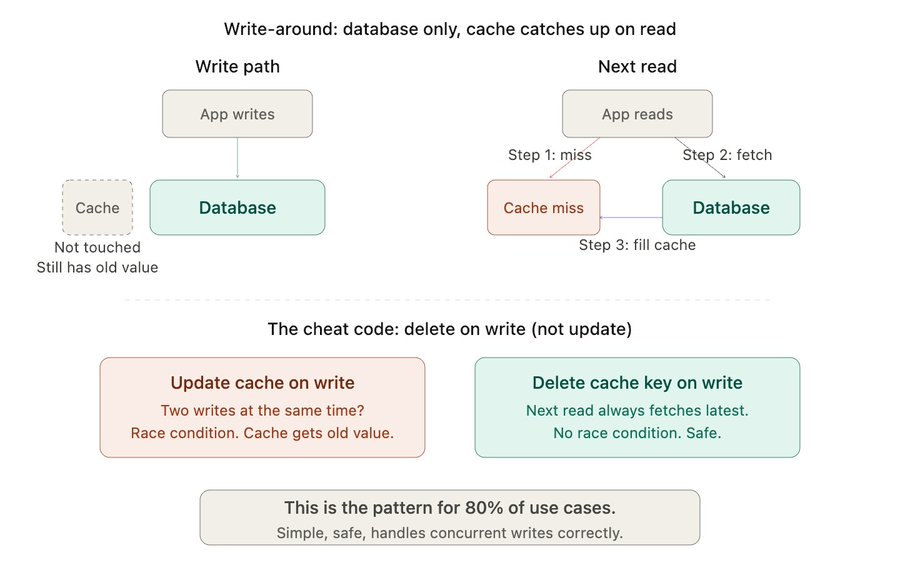 Write-around: database only, cache catches up on read
Write path
Next read
App writes
App reads
Step 1: miss
Step 2: fetch
Cache
Database
Cache miss
Database
Not touched
Still has old value
Step 3: fill cache
The cheat code: delete on write (not update)
Update cache on write
Two writes at the same time?
Race condition. Cache gets old value.
Delete cache key on write
Next read always fetches latest.
No race condition. Safe.
This is the pattern for 80% of use cases.
Simple, safe, handles concurrent writes correctly.